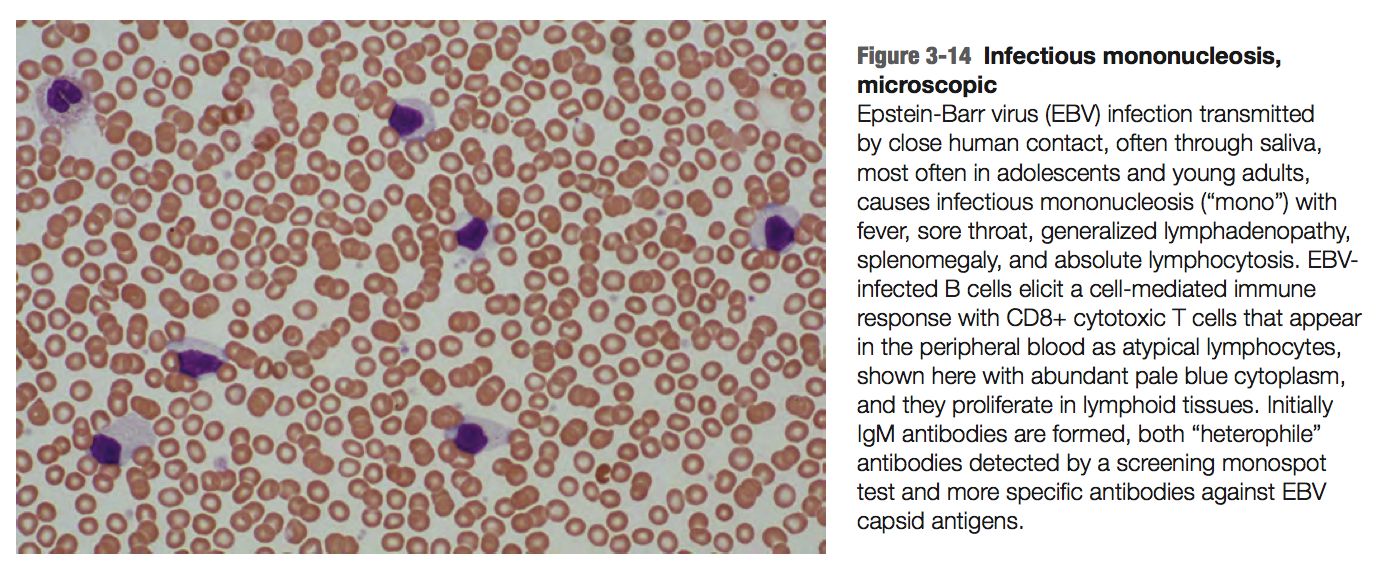 Figure 3-14 Infectious mononucleosis,
microscopic
Epstein-Barr virus (EBV) infection transmitted
by close human contact, often through saliva,
most often in adolescents and young adults,
causes infectious mononucleosis (“mono”) with
fever, sore throat, generalized lymphadenopathy,
splenomegaly, and absolute lymphocytosis. EBV-
infected B cells elicit a cell-mediated immune
response with CD8+ cytotoxic T cells that appear
in the peripheral blood as atypical lymphocytes,
shown here with abundant pale blue cytoplasm,
and they proliferate in lymphoid tissues. Initially
IgM antibodies are formed, both “heterophile”
antibodies detected by a screening monospot
test and more specific antibodies against EBV
capsid antigens.